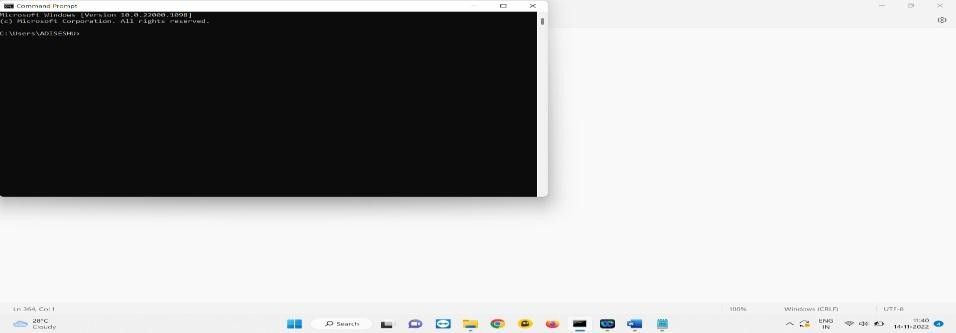 Command Prompt
Microsoft Windows [Version 10.0.22000.1098]
(c) Microsoft Corporation. All rights reserved.
C:\Users\ADISESHU>
Ln 364, Col 1
100%
Windows (CRLF)
UTF-8
28°C
Cloudy
Search
ENG
IN
11:40
14-11-2022